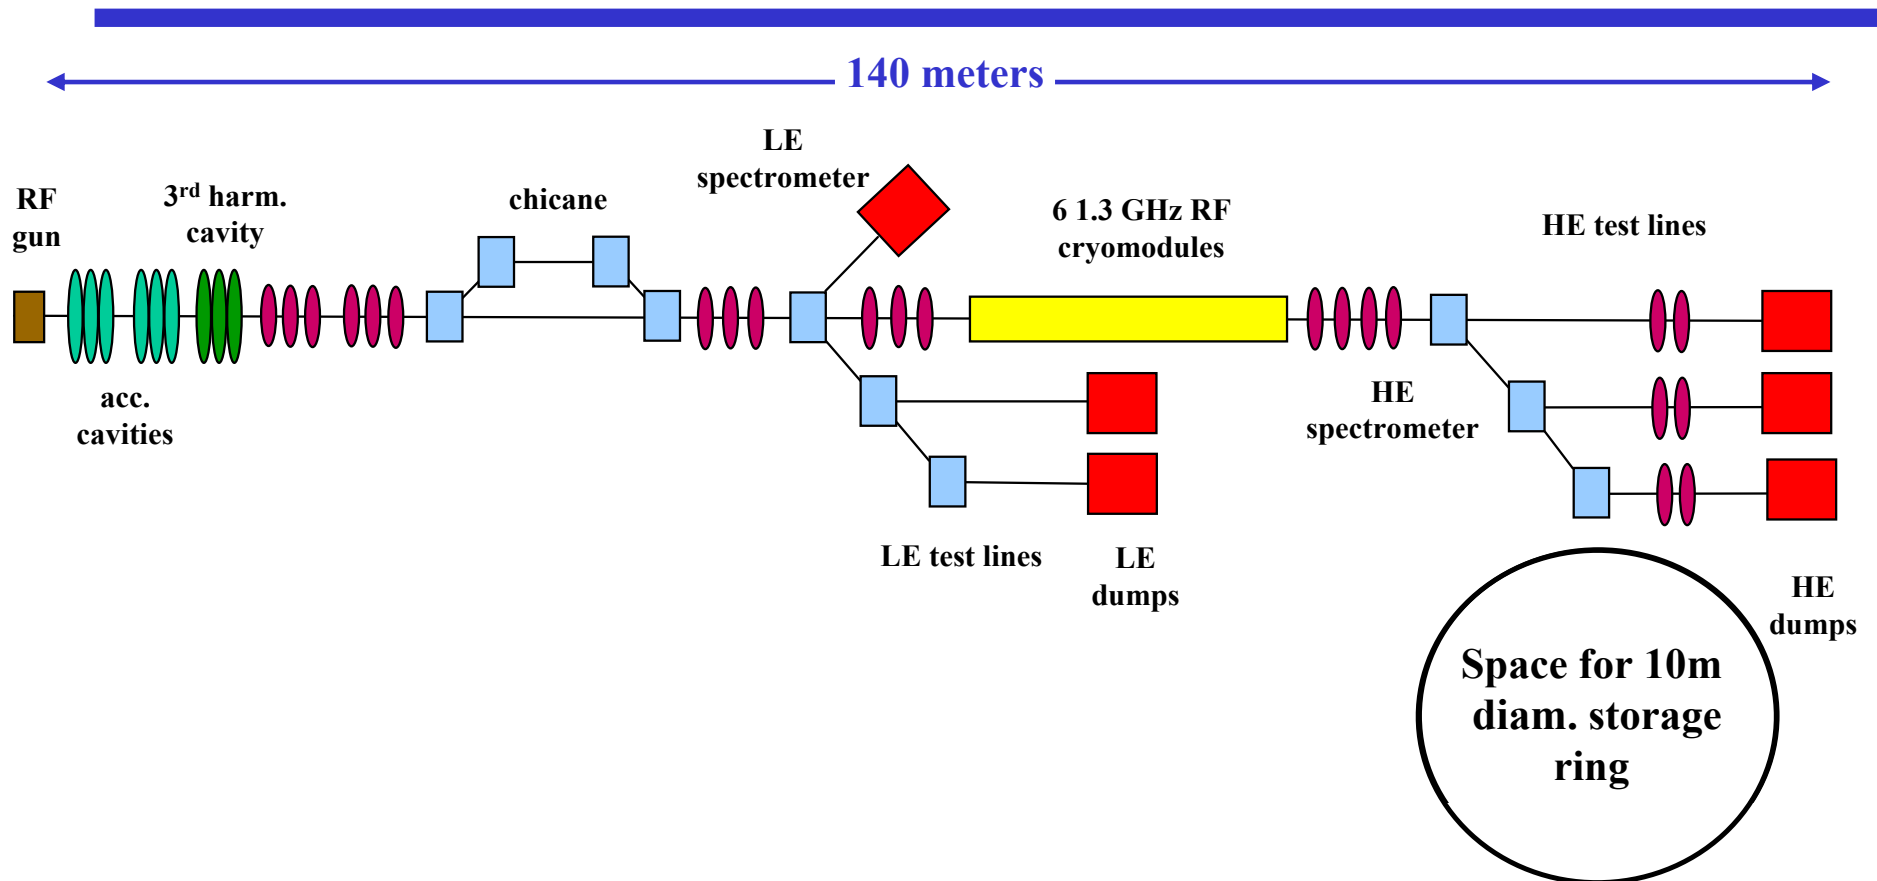 140 meters
LE
spectrometer
RF
gun
3rd harm.
cavity
chicane
6 1.3 GHz RF
cryomodules
HE test lines
acc.
cavities
HE
spectrometer
LE test lines
LE
dumps
HE
dumps
Space for 10m
diam. storage
ring